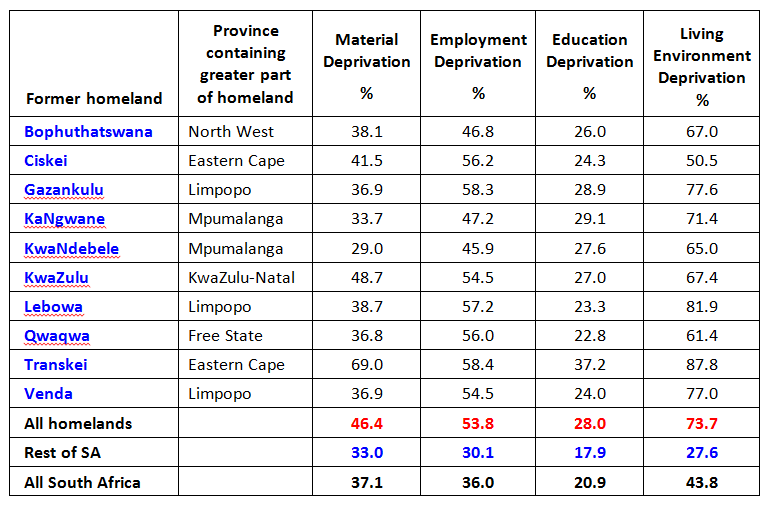 Former homeland Province containing greater part of homeland Material Deprivation % Employment Deprivation % Education Deprivation % Living Environment Deprivation %
Bophuthatswana North West 38.1 46.8 26.0 67.0
Ciskei Eastern Cape 41.5 56.2 24.3 50.5
Gazankulu Limpopo 36.9 58.3 28.9 77.6
KaNgwane Mpumalanga 33.7 47.2 29.1 71.4
KwaNdebele Mpumalanga 29.0 45.9 27.6 65.0
KwaZulu KwaZulu-Natal 48.7 54.5 27.0 67.4
Lebowa Limpopo 38.7 57.2 23.3 81.9
Qwaqwa Free State 36.8 56.0 22.8 61.4
Transkei Eastern Cape 69.0 58.4 37.2 87.8
Venda Limpopo 36.9 54.5 24.0 77.0
All homelands 46.4 53.8 28.0 73.7
Rest of SA 33.0 30.1 17.9 27.6
All South Africa 37.1 36.0 20.9 43.8